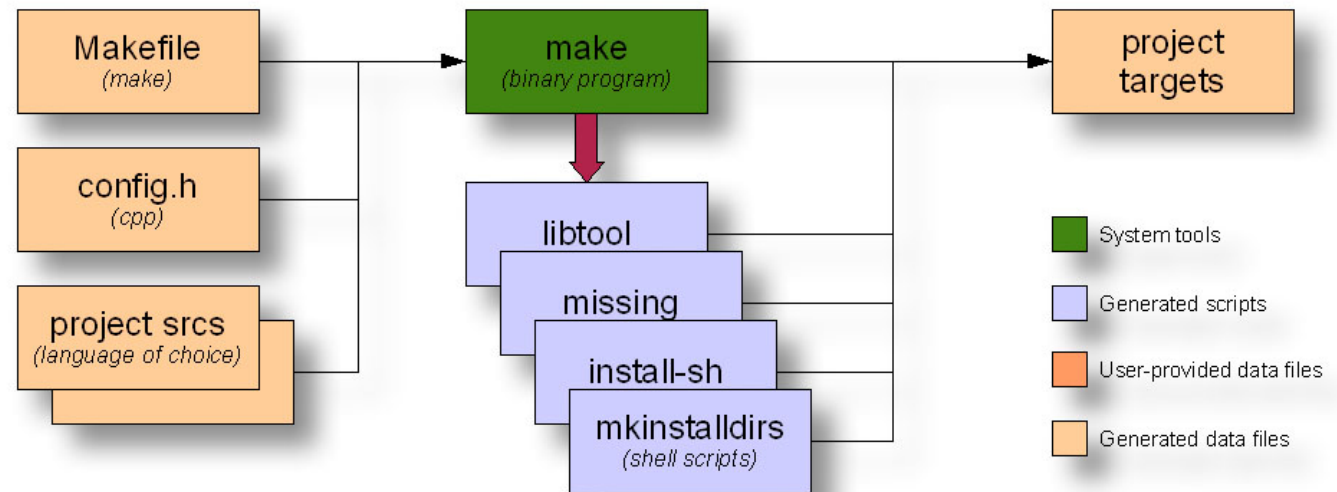 Makefile
(make)
config.h
(cpp)
project srcs
(language of choice)
make
(binary program)
libtool
missing
install-sh
mkinstalldirs
(shell scripts)
project
targets
System tools
Generated scripts
User-provided data files
Generated data files